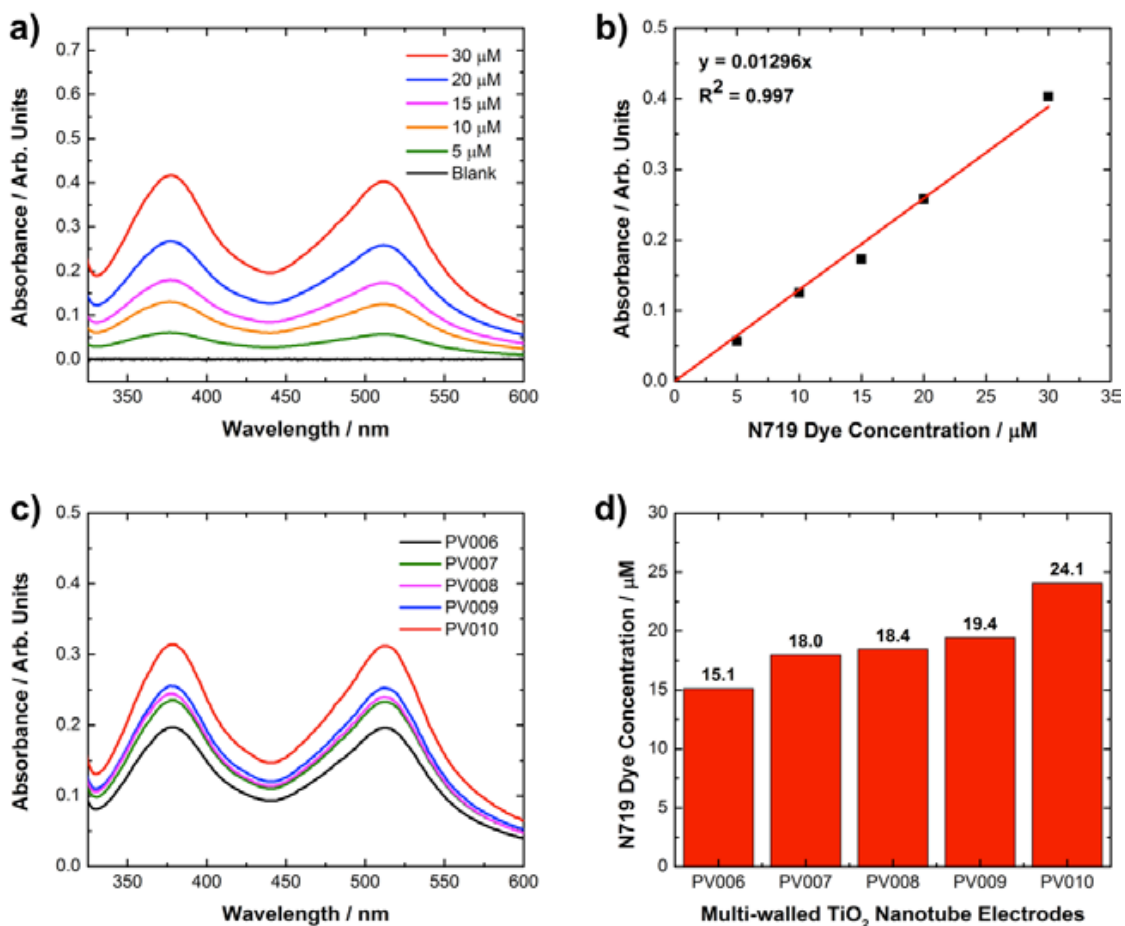 a)
0.7
0.6
0.5
0.4
0.3
0.2
0.1
0.0
Absorbance / Arb. Units
30 μM
20 μM
15 μM
10 μM
5 μM
Blank
350 400 450 500 550 600
Wavelength / nm
b)
0.5
0.4
0.3
0.2
0.1
0.0
Absorbance / Arb. Units
y = 0.01296x
R² = 0.997
0 5 10 15 20 25 30 35
N719 Dye Concentration / μM
c)
0.5
0.4
0.3
0.2
0.1
0.0
Absorbance / Arb. Units
PV006
PV007
PV008
PV009
PV010
350 400 450 500 550 600
Wavelength / nm
d)
30
25
20
15
10
5
0
N719 Dye Concentration / μM
15.1
18.0
18.4
19.4
24.1
PV006 PV007 PV008 PV009 PV010
Multi-walled TiO₂ Nanotube Electrodes